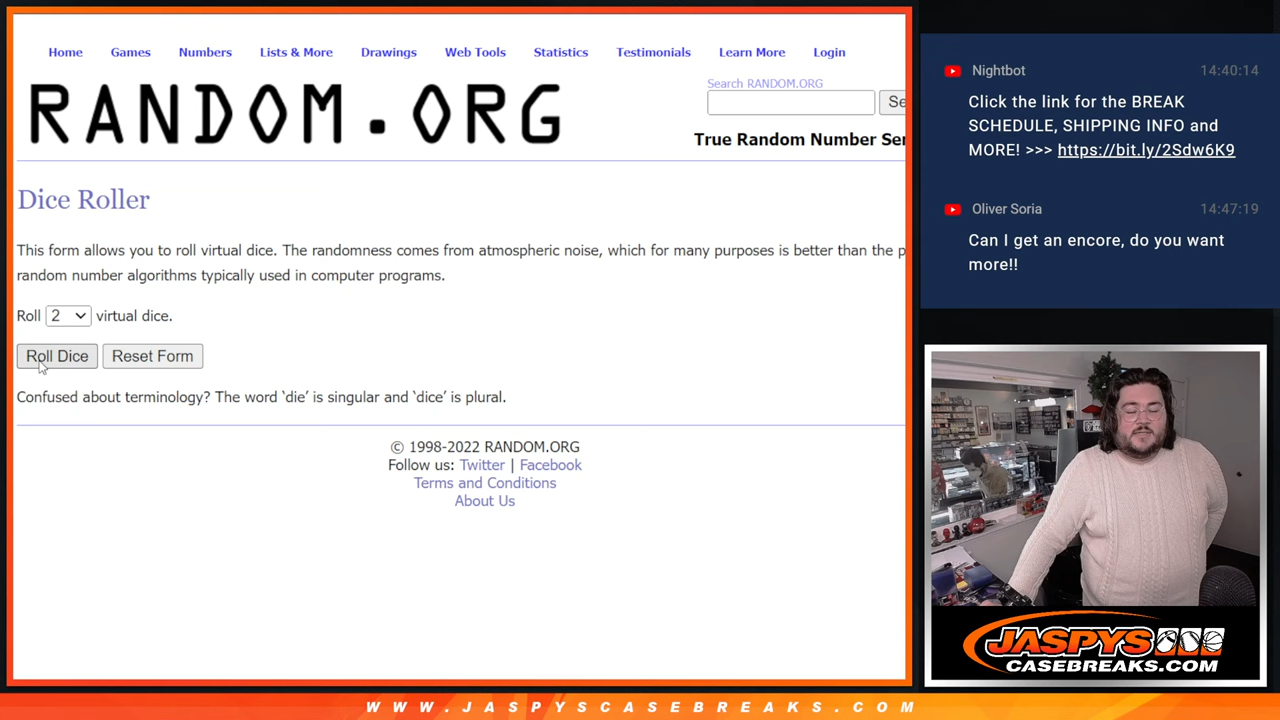 Home Games Numbers Lists & More Drawings Web Tools Statistics Testimonials Learn More Login
RANDOM.ORG
Search RANDOM.ORG
Se
True Random Number Ser
Dice Roller
This form allows you to roll virtual dice. The randomness comes from atmospheric noise, which for many purposes is better than the p
random number algorithms typically used in computer programs.
Roll 2 virtual dice.
Roll Dice Reset Form
Confused about terminology? The word ‘die’ is singular and ‘dice’ is plural.
© 1998-2022 RANDOM.ORG
Follow us: Twitter | Facebook
Terms and Conditions
About Us
Nightbot 14:40:14
Click the link for the BREAK
SCHEDULE, SHIPPING INFO and
MORE! >>> https://bit.ly/2Sdw6K9
Oliver Soria 14:47:19
Can I get an encore, do you want
more!!
JASPYS
CASEBREAKS.COM
WWW.JASPYSCASEBREAKS.COM